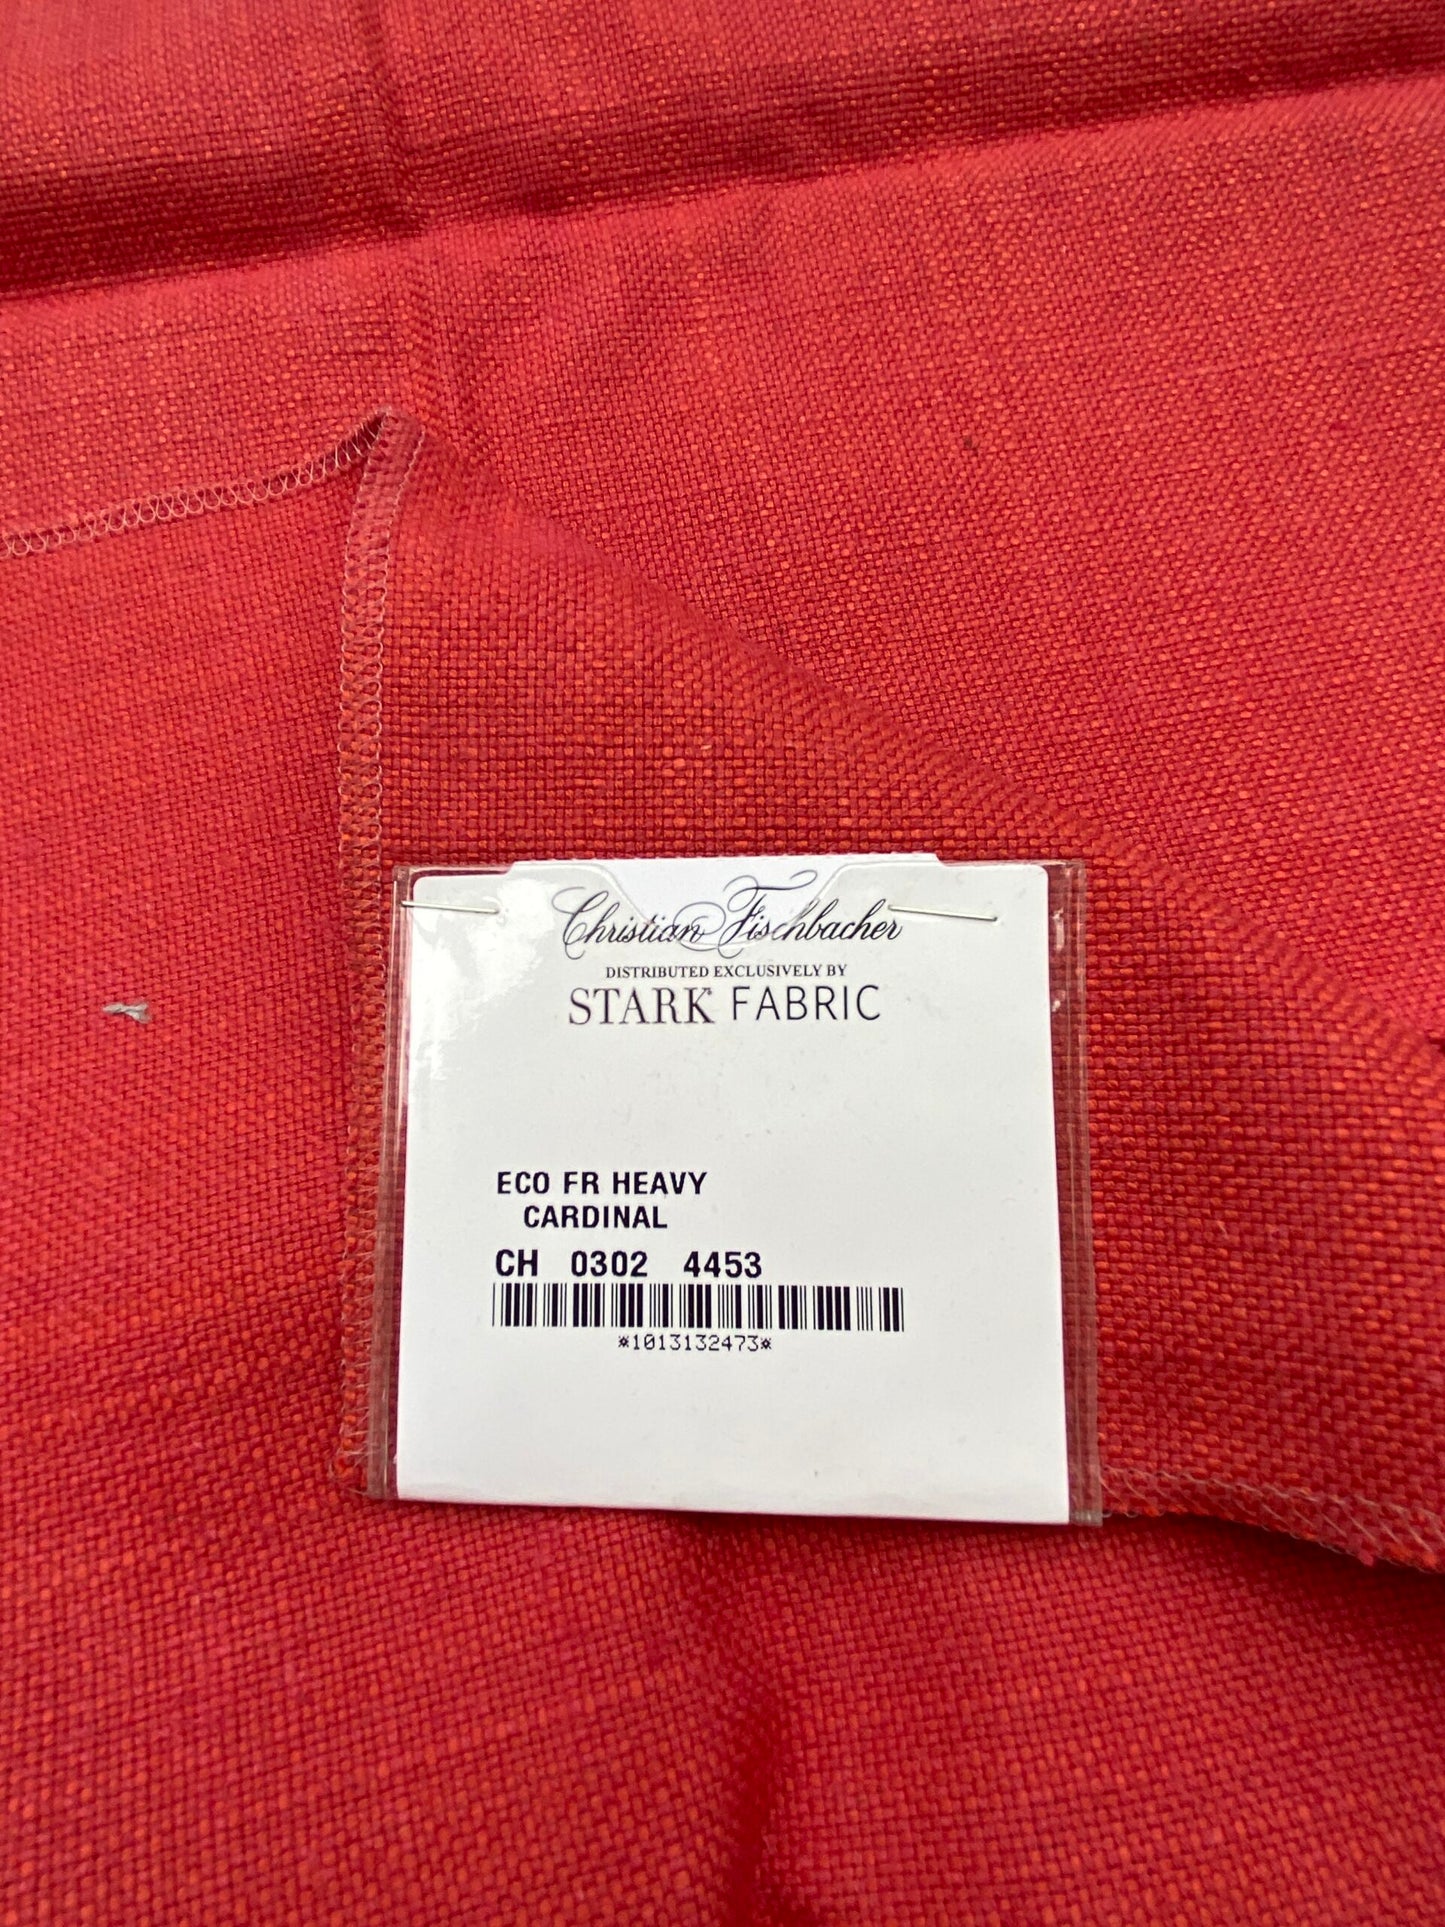 Christian Fischbacher
DISTRIBUTED EXCLUSIVELY BY
STARK® FABRIC
ECO FR HEAVY
CARDINAL
CH 0302 4453
*1013132473*